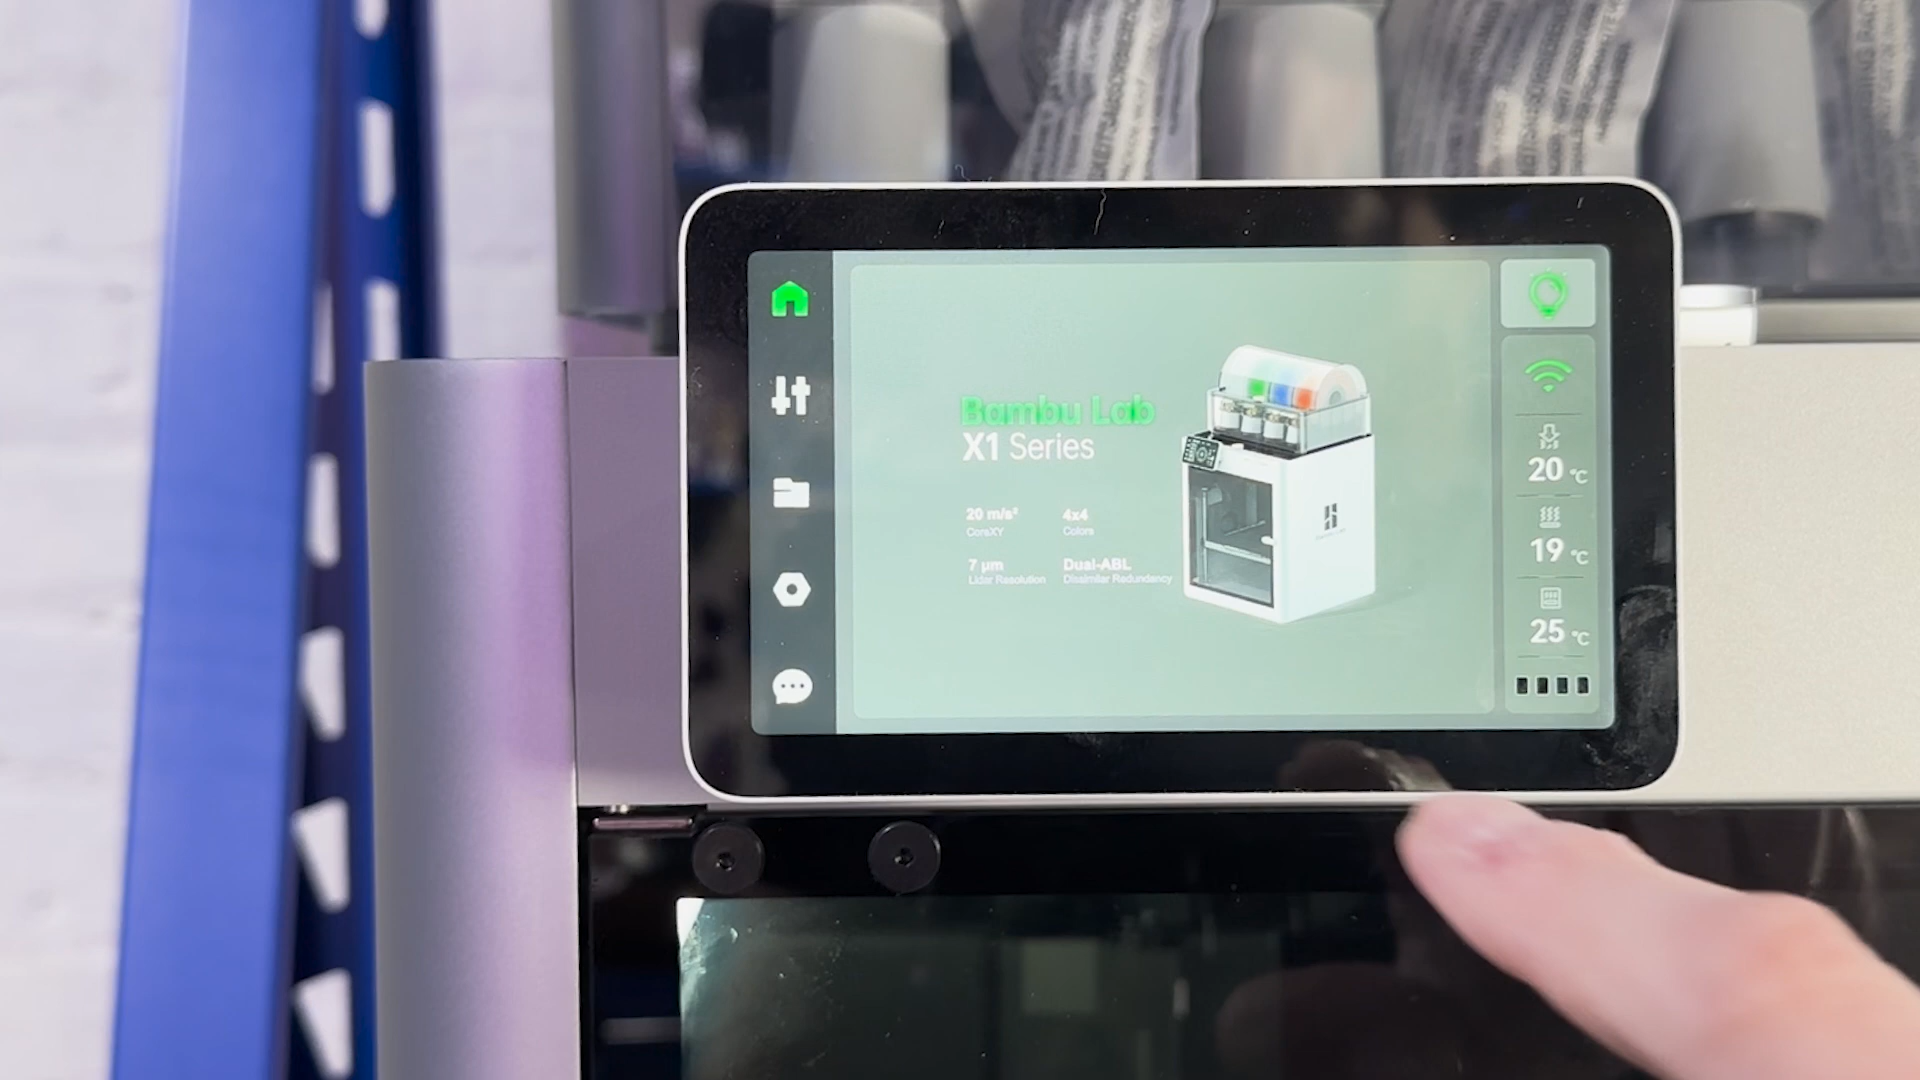 Bambu Lab
X1 Series
20 m/s² 4x4
CoreXY Colors
7 μm Dual-ABL
Lidar Resolution Dissimilar Redundancy
20 °C
19 °C
25 °C